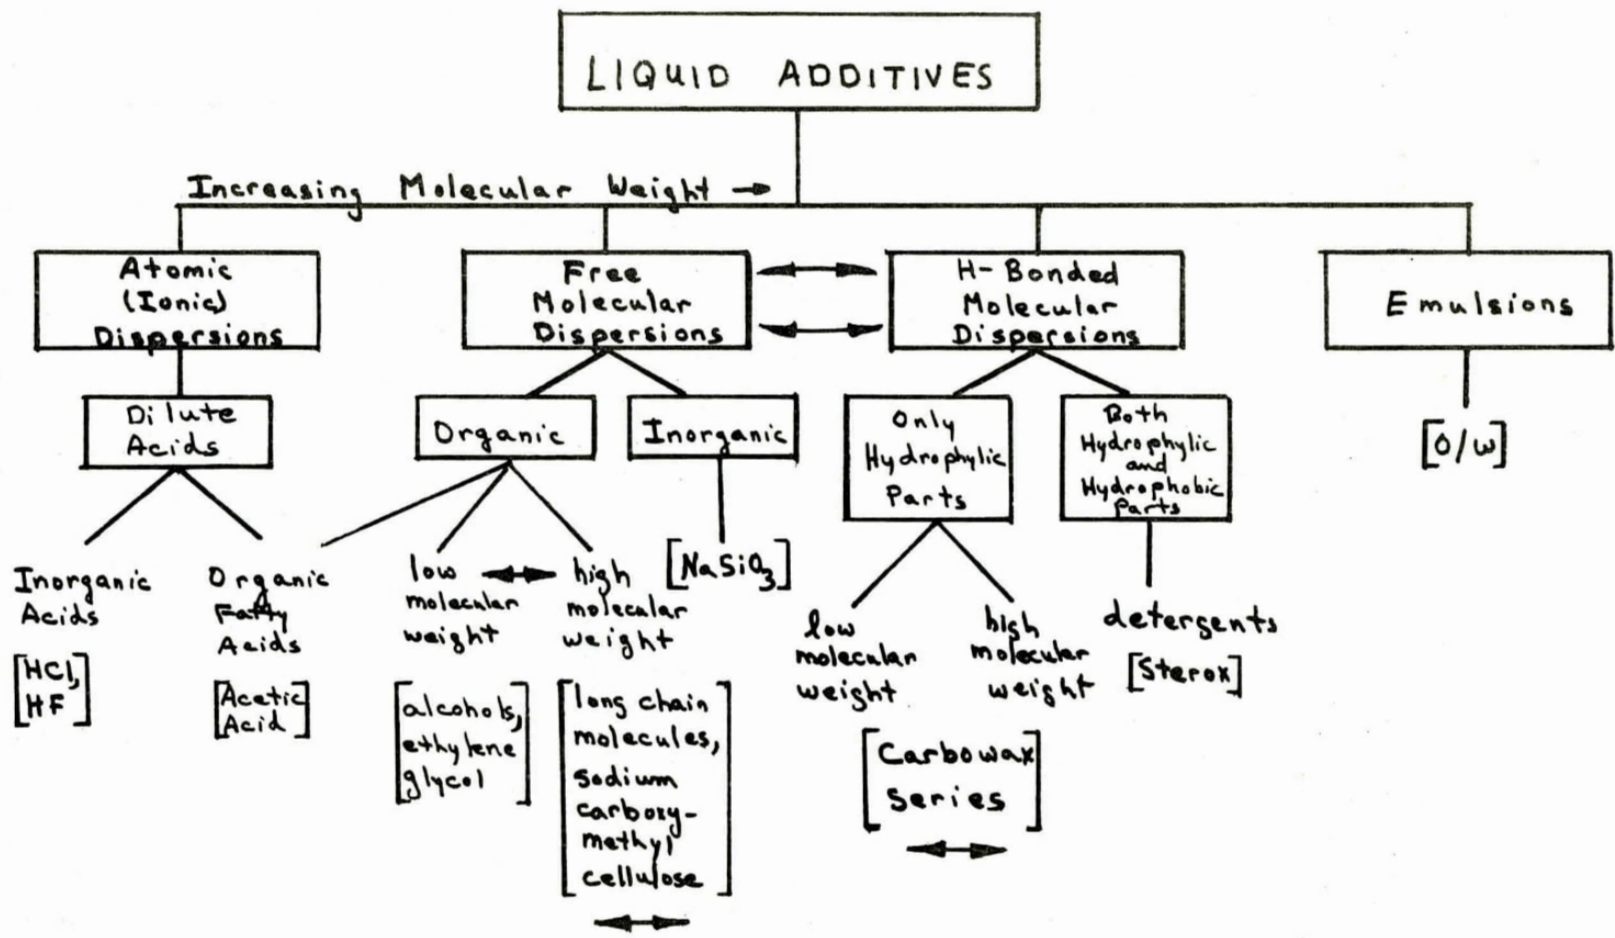 LIQUID ADDITIVES
Increasing Molecular Weight →
Atomic
(Ionic)
Dispersions
Free
Molecular
Dispersions
H-Bonded
Molecular
Dispersions
Emulsions
Dilute
Acids
Organic
Inorganic
Only
Hydrophylic
Parts
Both
Hydrophylic
and
Hydrophobic
Parts
[O/W]
Inorganic
Acids
[HCl,
HF]
Organic
Fatty
Acids
[Acetic
Acid]
low
molecular
weight
[alcohols,
ethylene
glycol]
high
molecular
weight
[long chain
molecules,
sodium
carboxy-
methyl
cellulose]
[NaSiO₃]
low
molecular
weight
high
molecular
weight
[Carbowax
Series]
detergents
[Sterox]